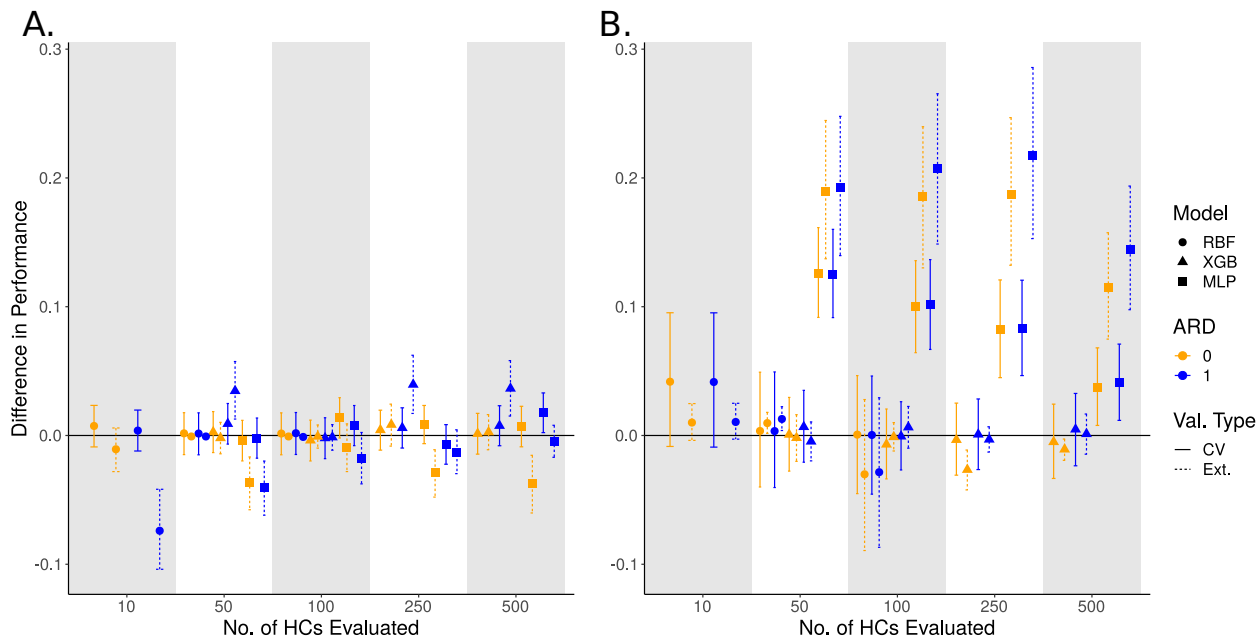 A.
B.
0.3
0.2
0.1
0.0
-0.1
Difference in Performance
10 50 100 250 500
No. of HCs Evaluated
0.3
0.2
0.1
0.0
-0.1
10 50 100 250 500
No. of HCs Evaluated
Model
RBF
XGB
MLP
ARD
0
1
Val. Type
CV
Ext.